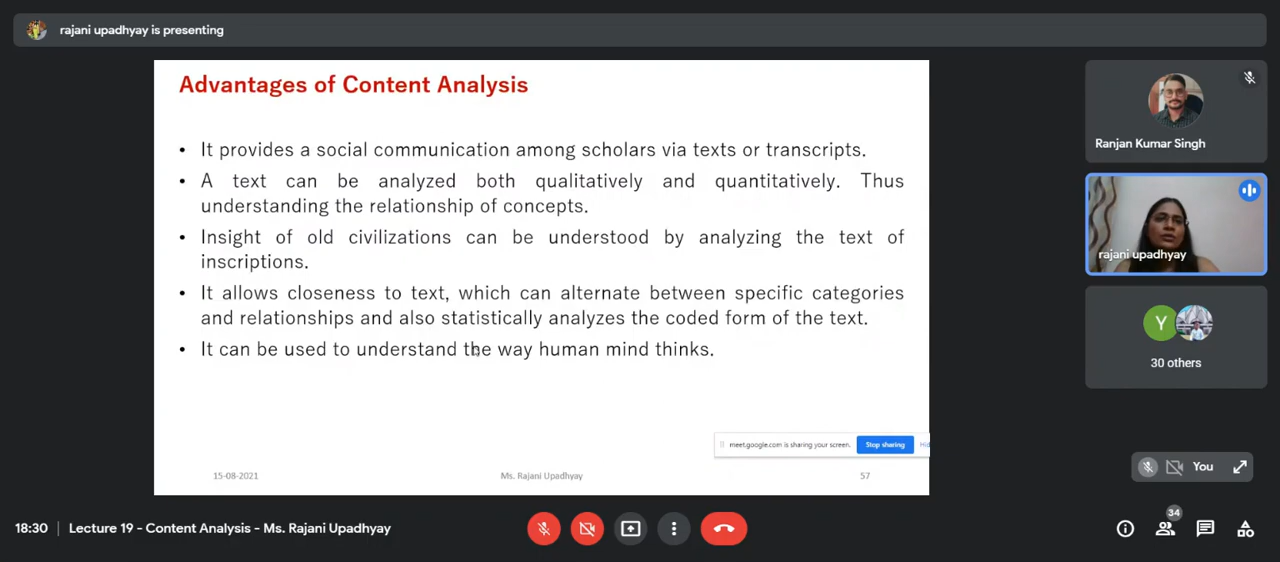 rajani upadhyay is presenting
Advantages of Content Analysis
• It provides a social communication among scholars via texts or transcripts.
• A text can be analyzed both qualitatively and quantitatively. Thus
understanding the relationship of concepts.
• Insight of old civilizations can be understood by analyzing the text of
inscriptions.
• It allows closeness to text, which can alternate between specific categories
and relationships and also statistically analyzes the coded form of the text.
• It can be used to understand the way human mind thinks.
meet.google.com is sharing your screen.
Stop sharing
15-08-2021
Ms. Rajani Upadhyay
57
Ranjan Kumar Singh
rajani upadhyay
Y
30 others
You
18:30
Lecture 19 - Content Analysis - Ms. Rajani Upadhyay
34